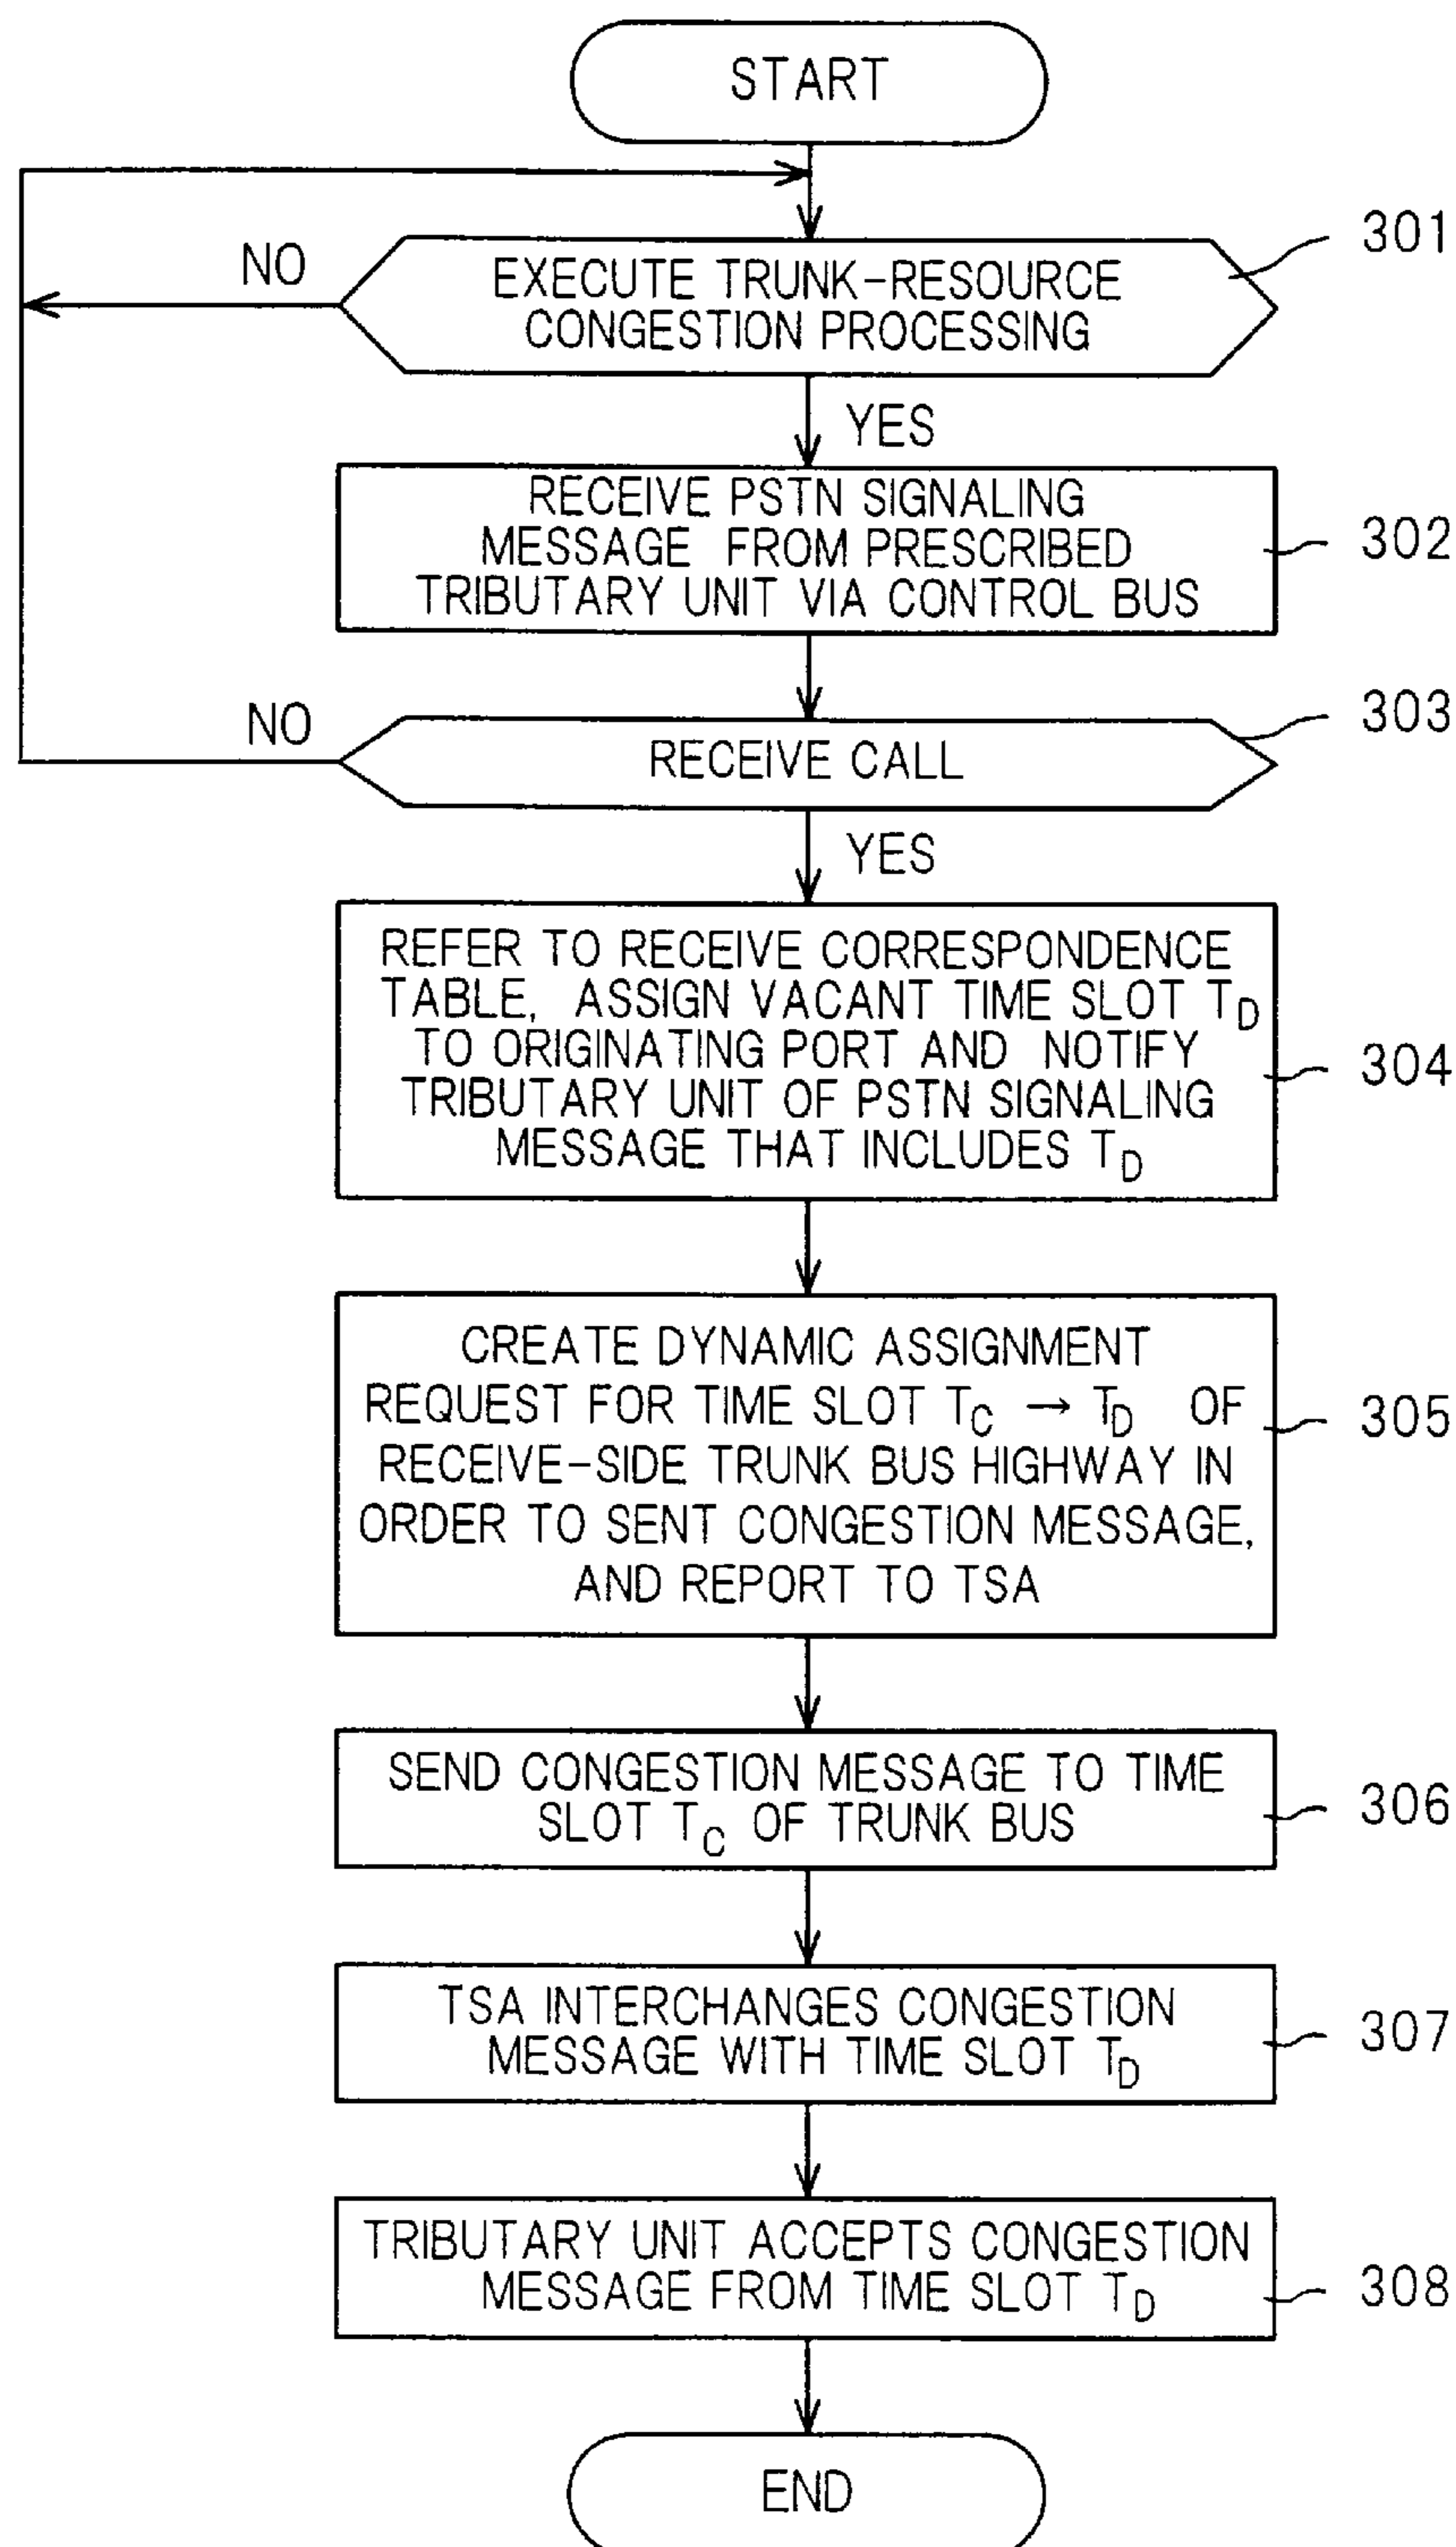 START
301
NO
EXECUTE TRUNK-RESOURCE
CONGESTION PROCESSING
YES
RECEIVE PSTN SIGNALING
MESSAGE FROM PRESCRIBED
TRIBUTARY UNIT VIA CONTROL BUS
302
303
NO
RECEIVE CALL
YES
REFER TO RECEIVE CORRESPONDENCE
TABLE, ASSIGN VACANT TIME SLOT TD
TO ORIGINATING PORT AND NOTIFY
TRIBUTARY UNIT OF PSTN SIGNALING
MESSAGE THAT INCLUDES TD
304
CREATE DYNAMIC ASSIGNMENT
REQUEST FOR TIME SLOT TC → TD OF
RECEIVE-SIDE TRUNK BUS HIGHWAY IN
ORDER TO SENT CONGESTION MESSAGE,
AND REPORT TO TSA
305
SEND CONGESTION MESSAGE TO TIME
SLOT TC OF TRUNK BUS
306
TSA INTERCHANGES CONGESTION
MESSAGE WITH TIME SLOT TD
307
TRIBUTARY UNIT ACCEPTS CONGESTION
MESSAGE FROM TIME SLOT TD
308
END